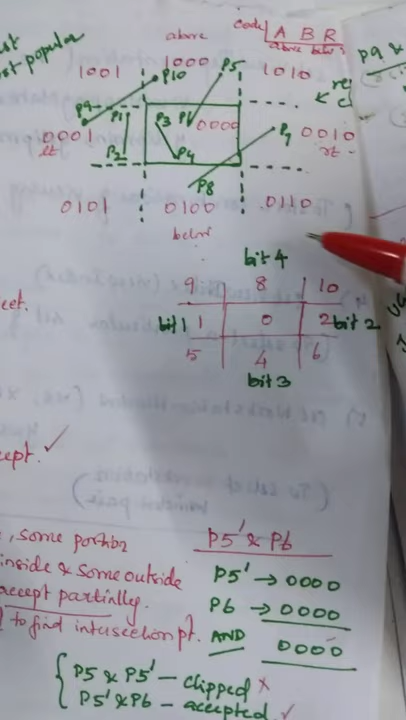 code / A B R
above
above
popular
1001 1000 P5 1010
P10
P9 P1 P3 0000
0001 P7 0010
lt P2 P4 rt
P8
0101 0100 0110
below
bit 4
9 8 10
bit 1 1 0 2 bit 2
5 4 6
bit 3
, some portion
inside & some outside
accept partially.
to find intersection pt.
P5' & P6
P5' → 0000
P6 → 0000
AND 0000
P5 & P5' — clipped ×
P5' & P6 — accepted ✓